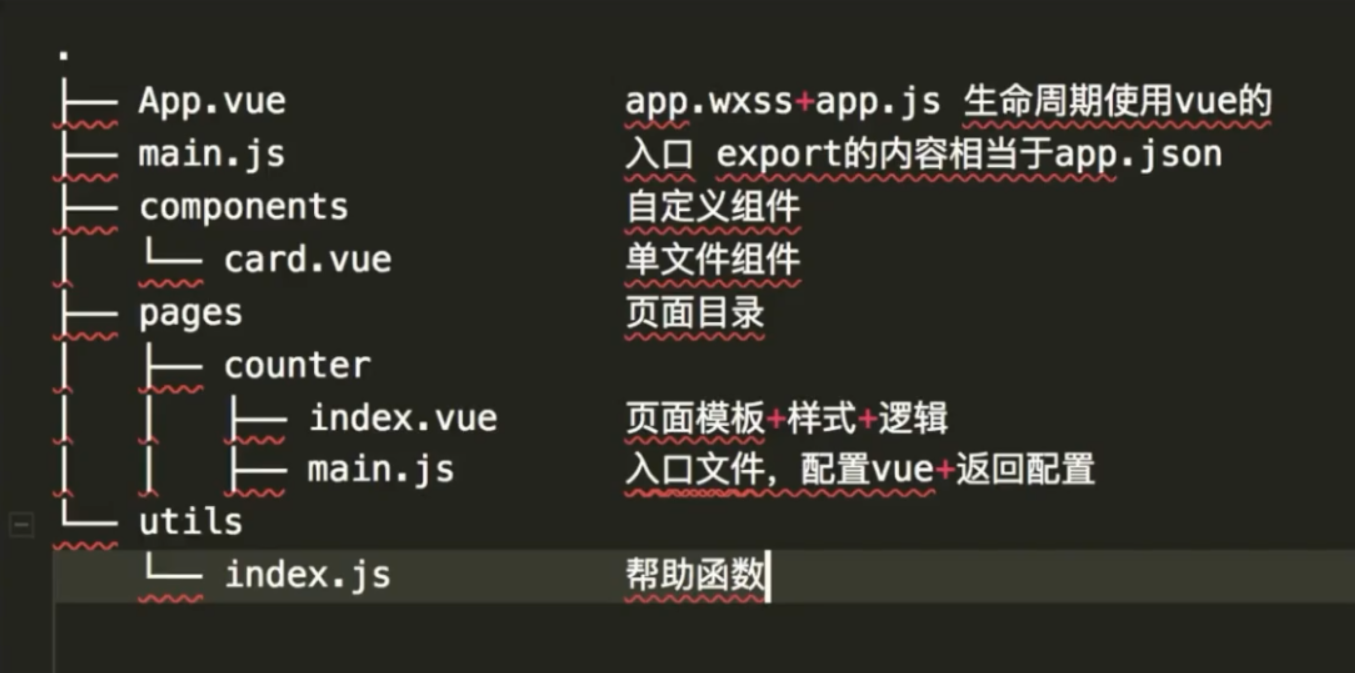 .
├── App.vue                app.wxss+app.js 生命周期使用vue的
├── main.js                入口 export的内容相当于app.json
├── components             自定义组件
│   └── card.vue           单文件组件
├── pages                  页面目录
│   ├── counter
│   │   ├── index.vue      页面模板+样式+逻辑
│   │   ├── main.js        入口文件，配置vue+返回配置
└── utils
    └── index.js           帮助函数